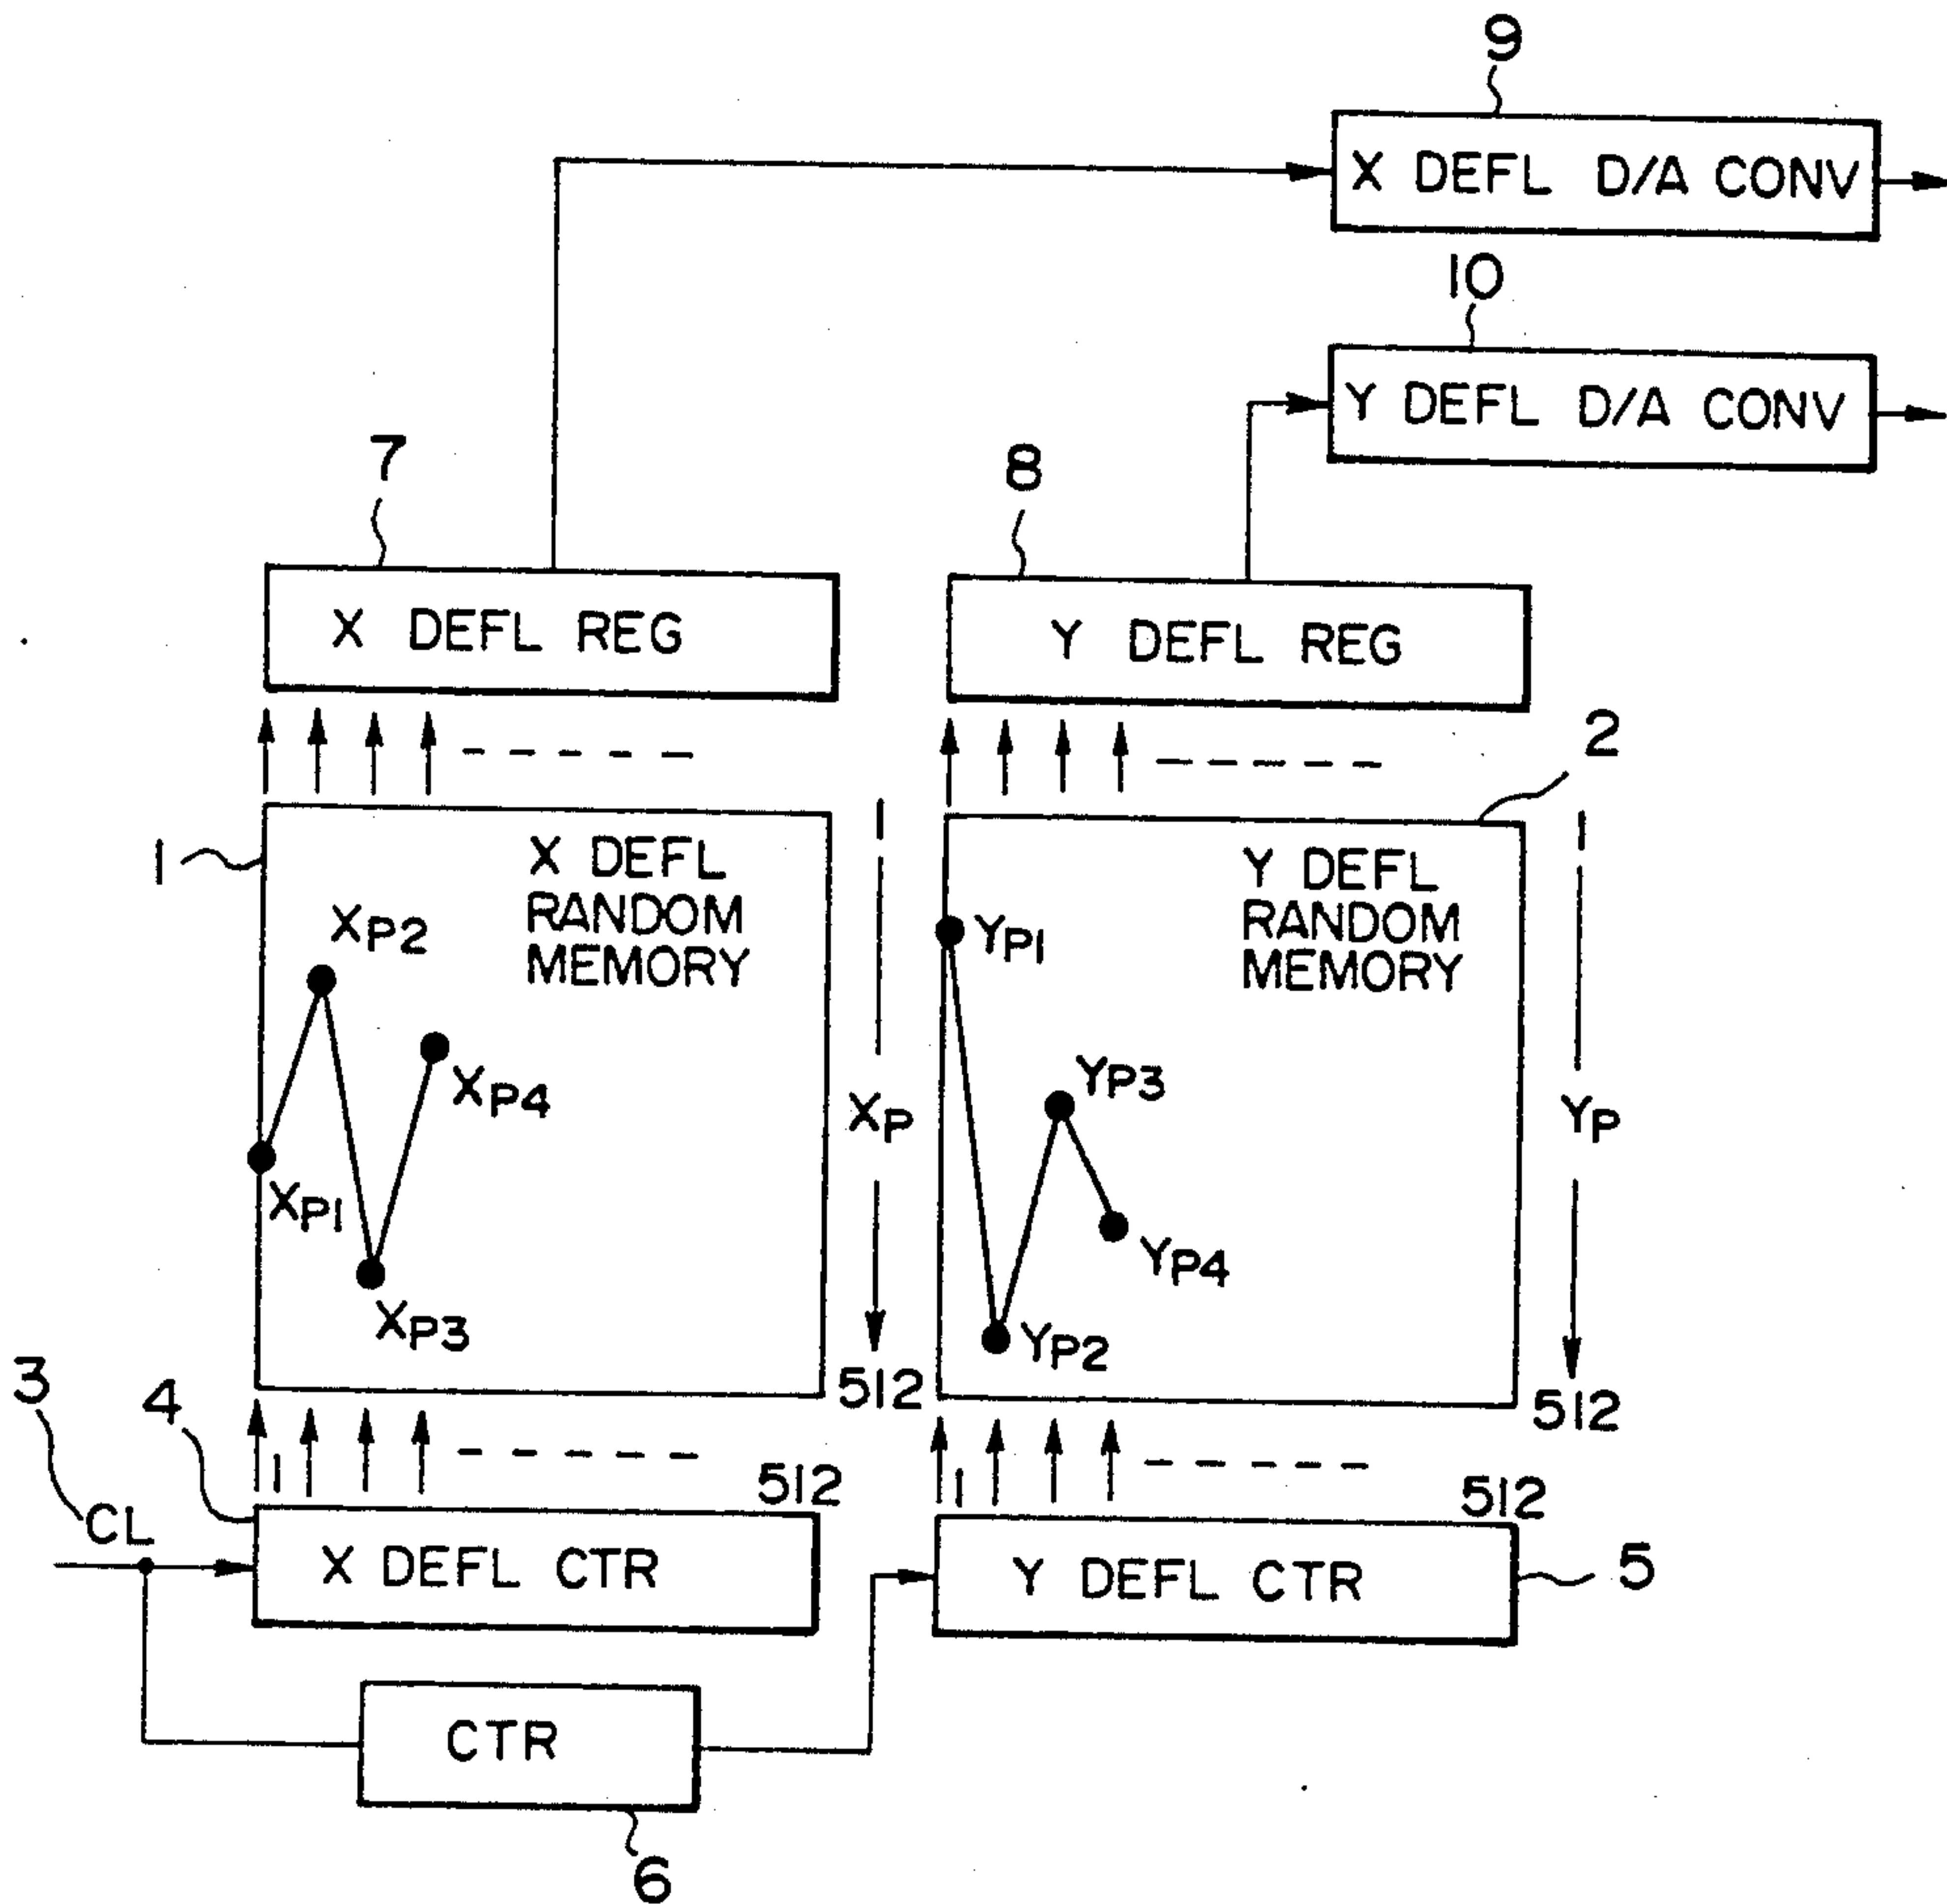 9
X DEFL D/A CONV
10
Y DEFL D/A CONV
7
8
X DEFL REG
Y DEFL REG
2
1
X DEFL
RANDOM
MEMORY
1
Y DEFL
RANDOM
MEMORY
1
XP2
YP1
XP4
YP3
XP
YP
XP1
YP4
XP3
YP2
512
512
3
4
1
512
1
512
CL
X DEFL CTR
Y DEFL CTR
5
CTR
6